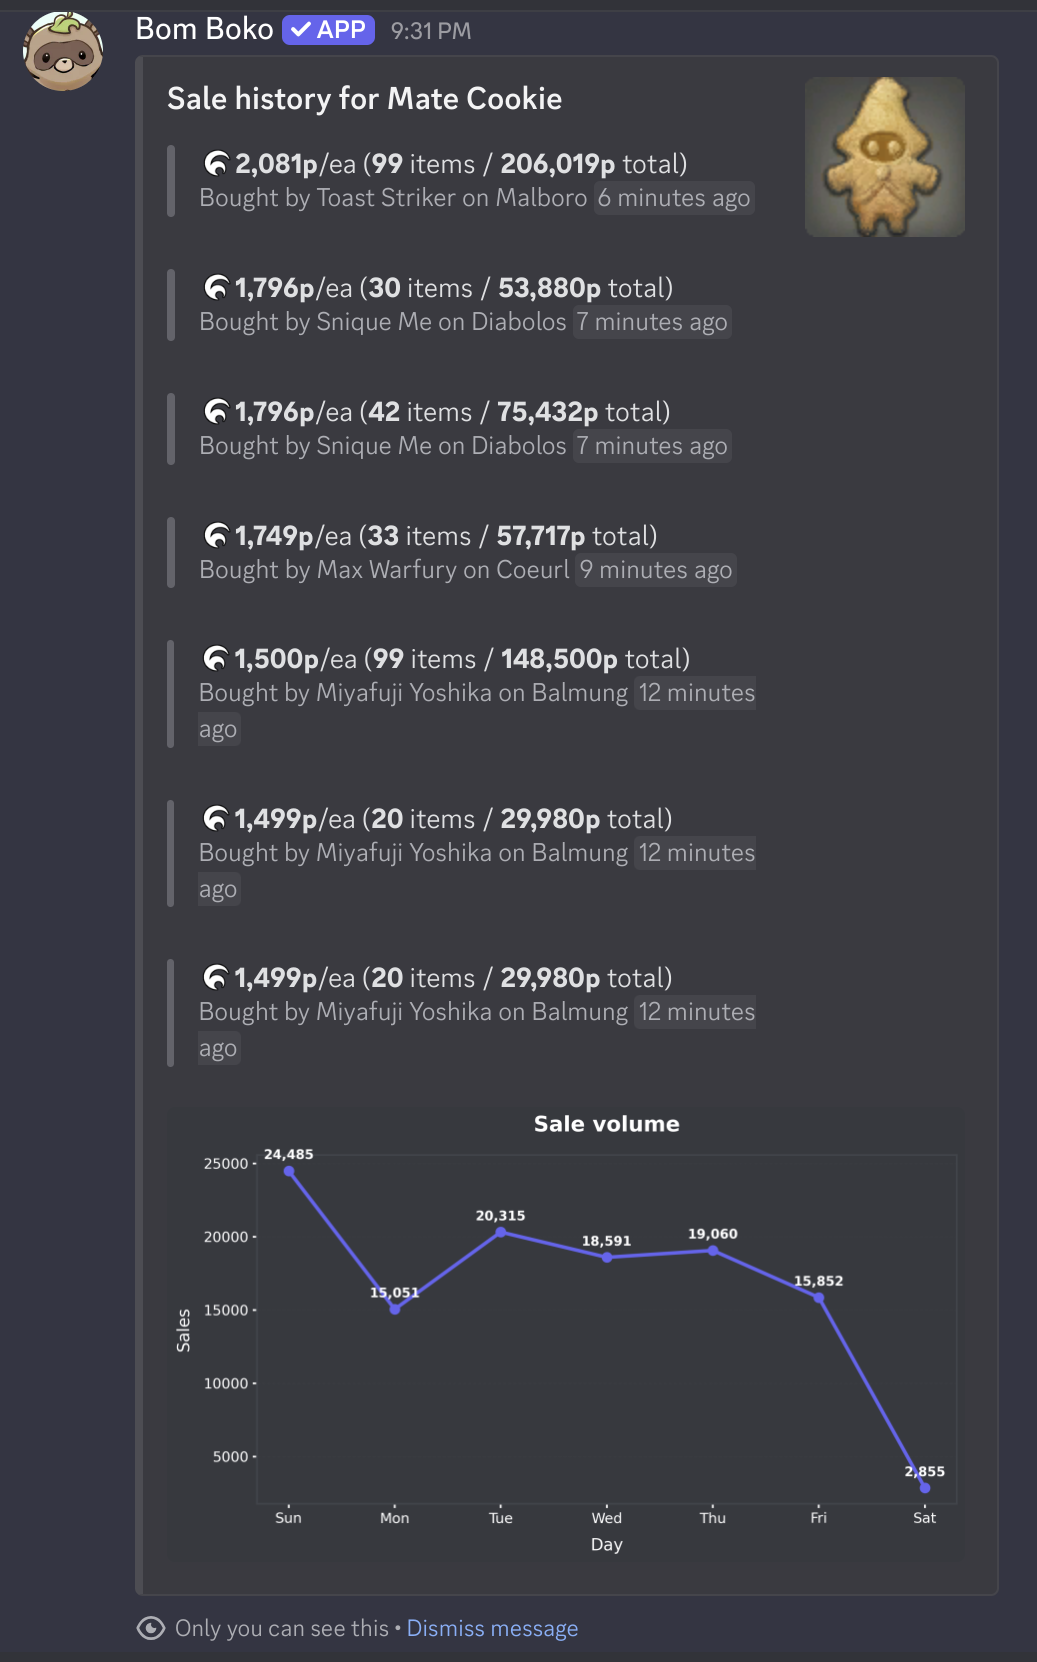 Bom Boko ✓ APP 9:31 PM
Sale history for Mate Cookie
2,081p/ea (99 items / 206,019p total)
Bought by Toast Striker on Malboro 6 minutes ago
1,796p/ea (30 items / 53,880p total)
Bought by Snique Me on Diabolos 7 minutes ago
1,796p/ea (42 items / 75,432p total)
Bought by Snique Me on Diabolos 7 minutes ago
1,749p/ea (33 items / 57,717p total)
Bought by Max Warfury on Coeurl 9 minutes ago
1,500p/ea (99 items / 148,500p total)
Bought by Miyafuji Yoshika on Balmung 12 minutes
ago
1,499p/ea (20 items / 29,980p total)
Bought by Miyafuji Yoshika on Balmung 12 minutes
ago
1,499p/ea (20 items / 29,980p total)
Bought by Miyafuji Yoshika on Balmung 12 minutes
ago
Sale volume
24,485
25000
20,315
20000
18,591
19,060
15,852
15,051
15000
Sales
10000
5000
2,855
Sun Mon Tue Wed Thu Fri Sat
Day
Only you can see this • Dismiss message